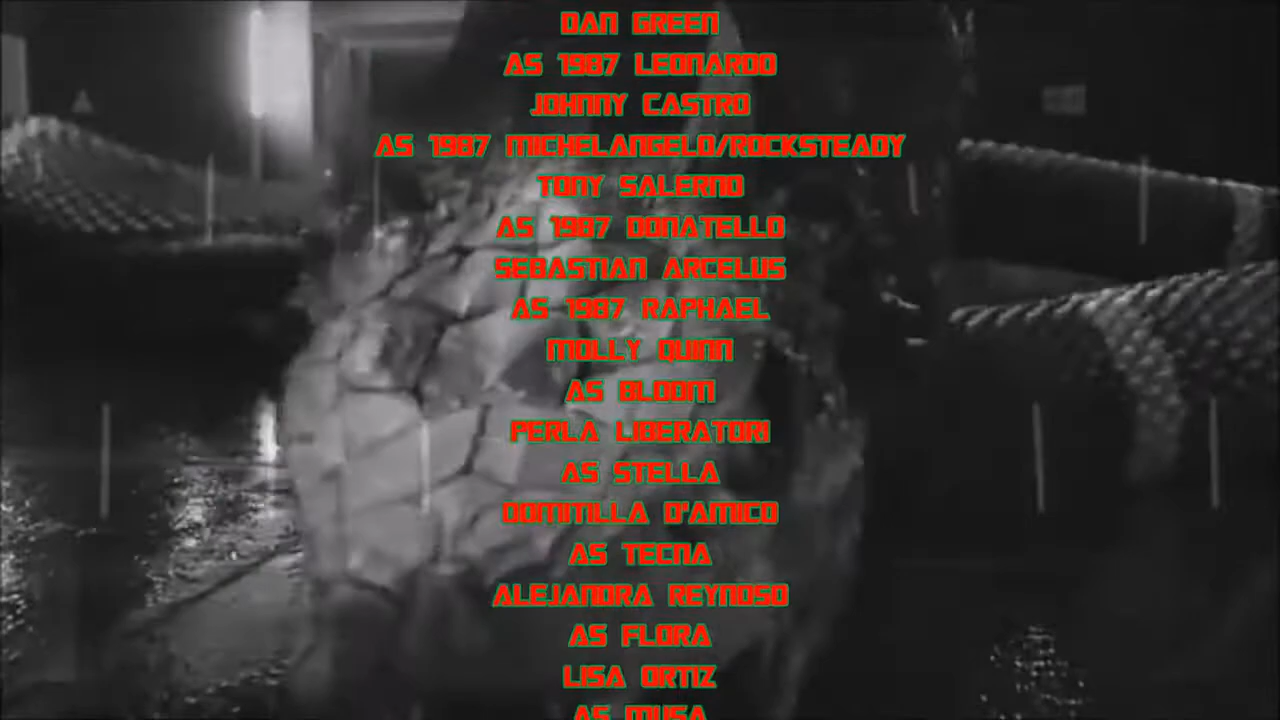 DAN GREEN
AS 1987 LEONARDO
JOHNNY CASTRO
AS 1987 MICHELANGELO/ROCKSTEADY
TONY SALERNO
AS 1987 DONATELLO
SEBASTIAN ARCELUS
AS 1987 RAPHAEL
MOLLY QUINN
AS BLOOM
PERLA LIBERATORI
AS STELLA
DOMITILLA D'AMICO
AS TECNA
ALEJANDRA REYNOSO
AS FLORA
LISA ORTIZ
AS MUSA